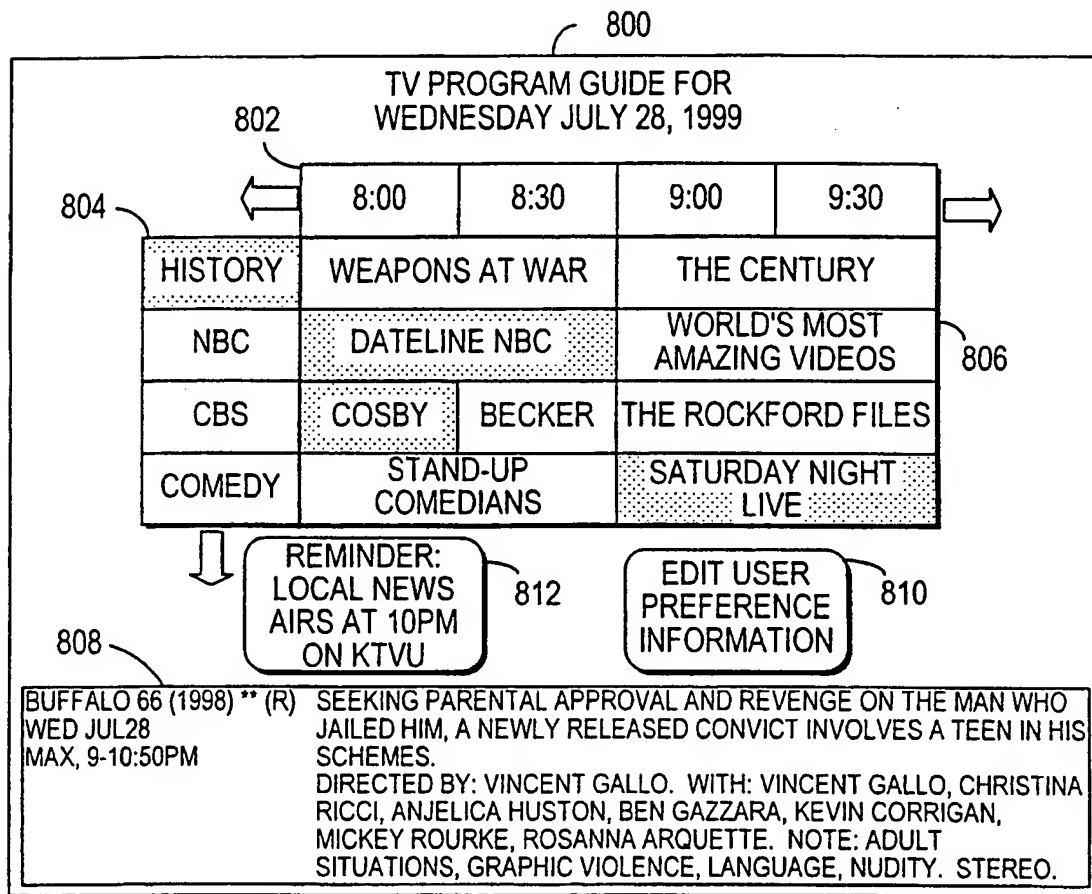 800
TV PROGRAM GUIDE FOR
WEDNESDAY JULY 28, 1999
802
8:00 8:30 9:00 9:30
804
HISTORY WEAPONS AT WAR THE CENTURY
NBC DATELINE NBC WORLD'S MOST
AMAZING VIDEOS
806
CBS COSBY BECKER THE ROCKFORD FILES
COMEDY STAND-UP
COMEDIANS
SATURDAY NIGHT
LIVE
REMINDER:
LOCAL NEWS
AIRS AT 10PM
ON KTVU
812
EDIT USER
PREFERENCE
INFORMATION
810
808
BUFFALO 66 (1998) ** (R)
WED JUL28
MAX, 9-10:50PM
SEEKING PARENTAL APPROVAL AND REVENGE ON THE MAN WHO
JAILED HIM, A NEWLY RELEASED CONVICT INVOLVES A TEEN IN HIS
SCHEMES.
DIRECTED BY: VINCENT GALLO. WITH: VINCENT GALLO, CHRISTINA
RICCI, ANJELICA HUSTON, BEN GAZZARA, KEVIN CORRIGAN,
MICKEY ROURKE, ROSANNA ARQUETTE. NOTE: ADULT
SITUATIONS, GRAPHIC VIOLENCE, LANGUAGE, NUDITY. STEREO.